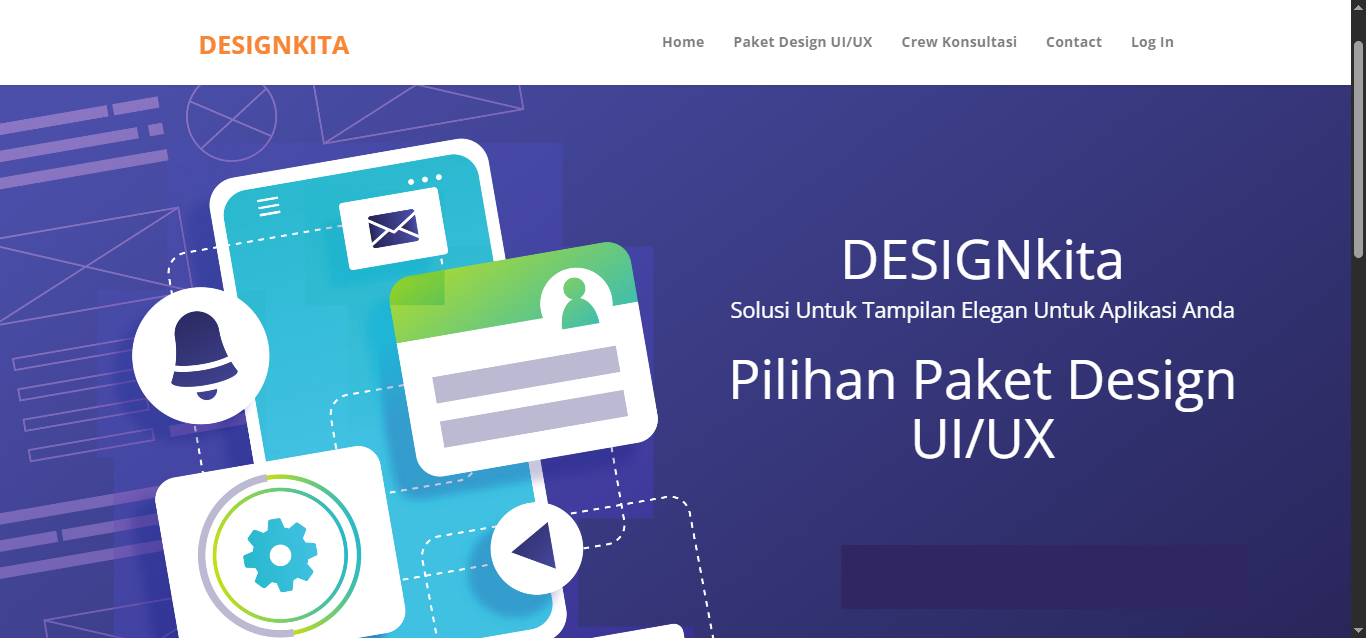 DESIGNKITA
Home
Paket Design UI/UX
Crew Konsultasi
Contact
Log In
DESIGNkita
Solusi Untuk Tampilan Elegan Untuk Aplikasi Anda
Pilihan Paket Design
UI/UX